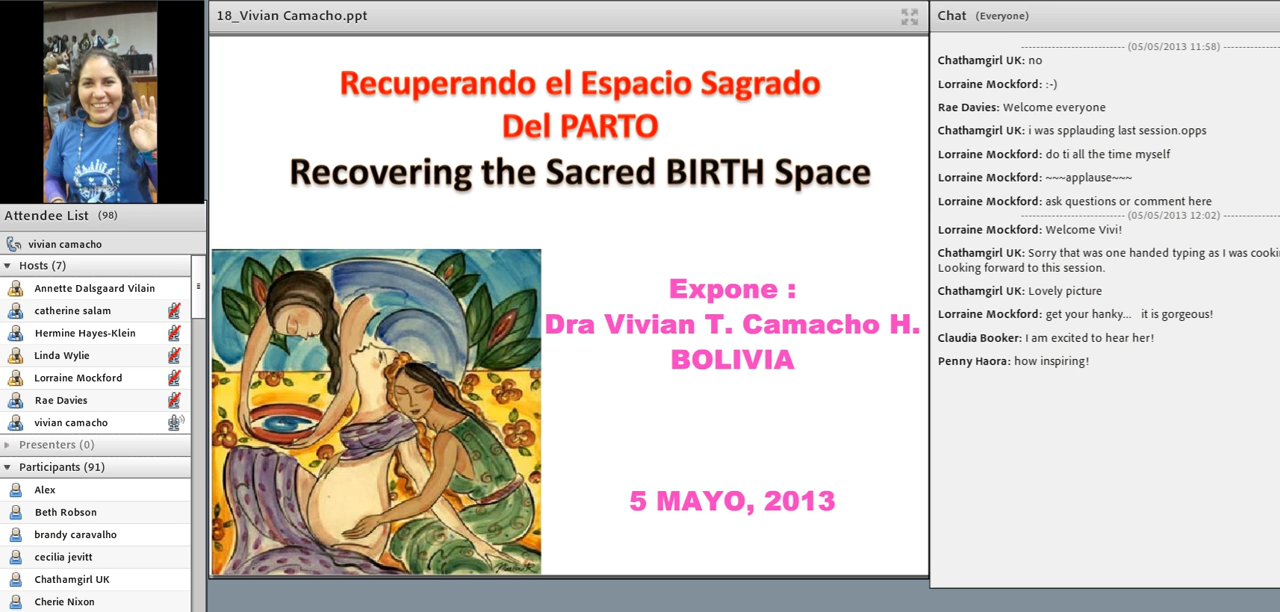 Attendee List (98)
vivian camacho
Hosts (7)
Annette Dalsgaard Vilain
catherine salam
Hermine Hayes-Klein
Linda Wylie
Lorraine Mockford
Rae Davies
vivian camacho
Presenters (0)
Participants (91)
Alex
Beth Robson
brandy caravalho
cecilia jevitt
Chathamgirl UK
Cherie Nixon
18_Vivian Camacho.ppt
Recuperando el Espacio Sagrado
Del PARTO
Recovering the Sacred BIRTH Space
Expone :
Dra Vivian T. Camacho H.
BOLIVIA
5 MAYO, 2013
Chat (Everyone)
(05/05/2013 11:58)
Chathamgirl UK: no
Lorraine Mockford: :-)
Rae Davies: Welcome everyone
Chathamgirl UK: i was spplauding last session.opps
Lorraine Mockford: do ti all the time myself
Lorraine Mockford: ~~~applause~~~
Lorraine Mockford: ask questions or comment here
(05/05/2013 12:02)
Lorraine Mockford: Welcome Vivi!
Chathamgirl UK: Sorry that was one handed typing as I was cooki
Looking forward to this session.
Chathamgirl UK: Lovely picture
Lorraine Mockford: get your hanky... it is gorgeous!
Claudia Booker: I am excited to hear her!
Penny Haora: how inspiring!